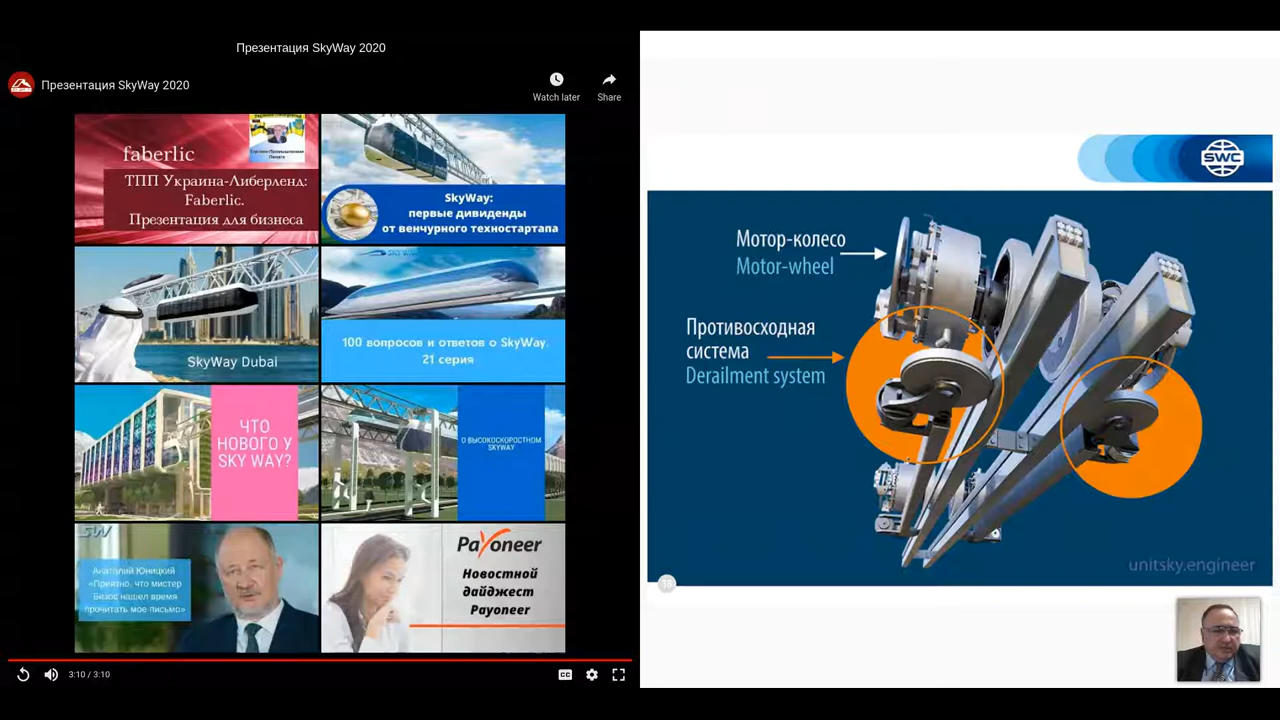 Презентация SkyWay 2020
Презентация SkyWay 2020
Watch later
Share
faberlic
ТПП Украина-Либерленд:
Faberlic.
Презентация для бизнеса
SkyWay:
первые дивиденды
от венчурного техностартапа
SkyWay Dubai
100 вопросов и ответов о SkyWay.
21 серия
ЧТО
НОВОГО У
SKY WAY?
О ВЫСОКОСКОРОСТНОМ
SKYWAY
SW
Анатолий Юницкий
«Приятно, что мистер
Безос нашел время
прочитать мое письмо»
Payoneer
Новостной
дайджест
Payoneer
3:10 / 3:10
CC
SWC
Мотор-колесо
Motor-wheel
Противосходная
система
Derailment system
unitsky.engineer
18